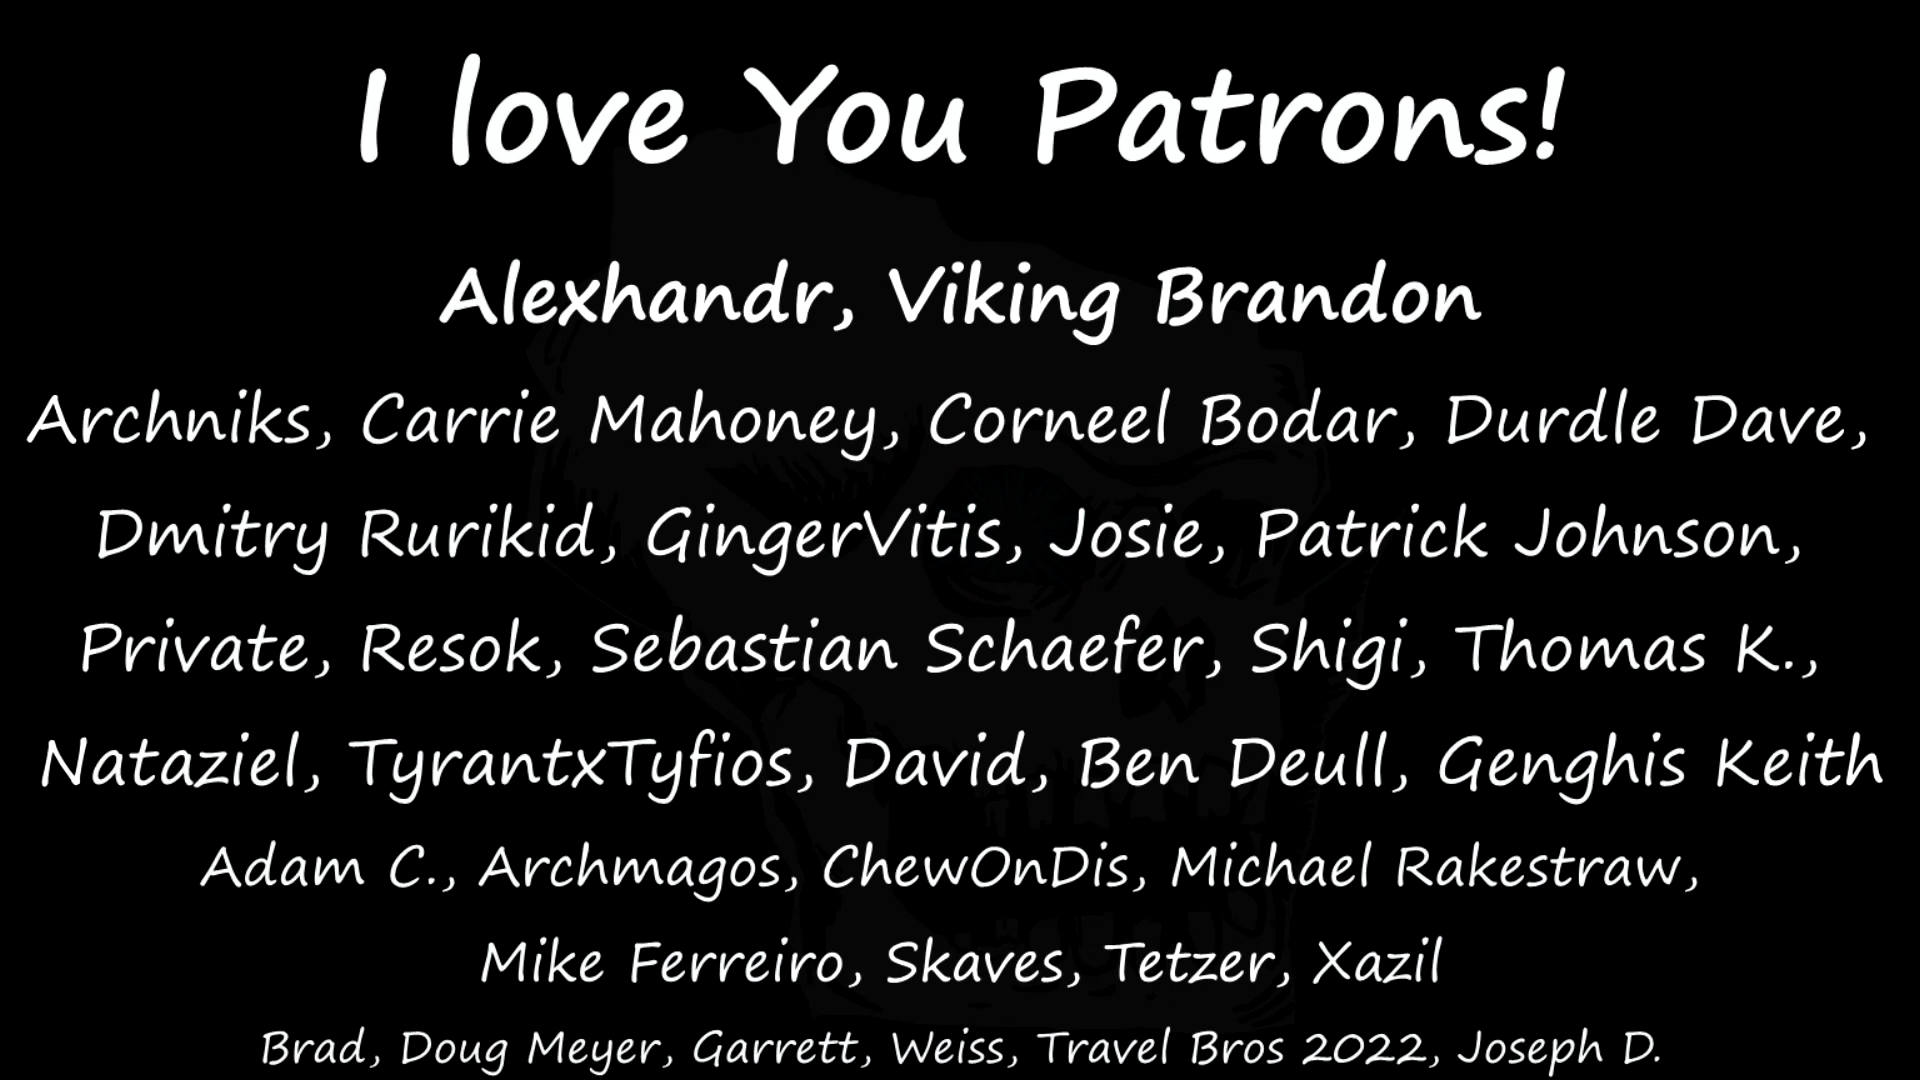 I love You Patrons!
Alexhandr, Viking Brandon
Archniks, Carrie Mahoney, Corneel Bodar, Durdle Dave,
Dmitry Rurikid, GingerVitis, Josie, Patrick Johnson,
Private, Resok, Sebastian Schaefer, Shigi, Thomas K.,
Nataziel, TyrantxTyfios, David, Ben Deull, Genghis Keith
Adam C., Archmagos, ChewOnDis, Michael Rakestraw,
Mike Ferreiro, Skaves, Tetzer, Xazil
Brad, Doug Meyer, Garrett, Weiss, Travel Bros 2022, Joseph D.